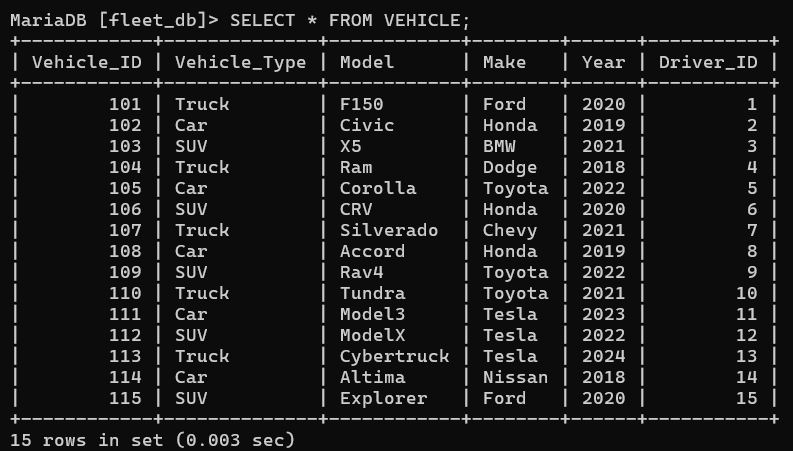 MariaDB [fleet_db]> SELECT * FROM VEHICLE;
+------------+--------------+------------+--------+------+-----------+
| Vehicle_ID | Vehicle_Type | Model      | Make   | Year | Driver_ID |
+------------+--------------+------------+--------+------+-----------+
|        101 | Truck        | F150       | Ford   | 2020 |         1 |
|        102 | Car          | Civic      | Honda  | 2019 |         2 |
|        103 | SUV          | X5         | BMW    | 2021 |         3 |
|        104 | Truck        | Ram        | Dodge  | 2018 |         4 |
|        105 | Car          | Corolla    | Toyota | 2022 |         5 |
|        106 | SUV          | CRV        | Honda  | 2020 |         6 |
|        107 | Truck        | Silverado  | Chevy  | 2021 |         7 |
|        108 | Car          | Accord     | Honda  | 2019 |         8 |
|        109 | SUV          | Rav4       | Toyota | 2022 |         9 |
|        110 | Truck        | Tundra     | Toyota | 2021 |        10 |
|        111 | Car          | Model3     | Tesla  | 2023 |        11 |
|        112 | SUV          | ModelX     | Tesla  | 2022 |        12 |
|        113 | Truck        | Cybertruck | Tesla  | 2024 |        13 |
|        114 | Car          | Altima     | Nissan | 2018 |        14 |
|        115 | SUV          | Explorer   | Ford   | 2020 |        15 |
+------------+--------------+------------+--------+------+-----------+
15 rows in set (0.003 sec)